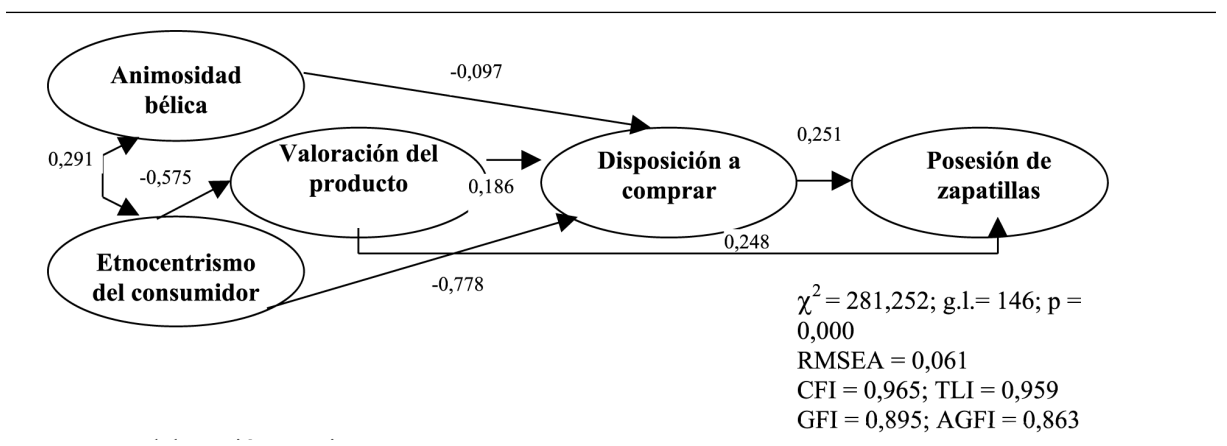 Animosidad
bélica
-0,097
0,291
-0,575
Valoración del
producto
0,186
Disposición a
comprar
0,251
Posesión de
zapatillas
0,248
Etnocentrismo
del consumidor
-0,778
χ² = 281,252; g.l.= 146; p =
0,000
RMSEA = 0,061
CFI = 0,965; TLI = 0,959
GFI = 0,895; AGFI = 0,863